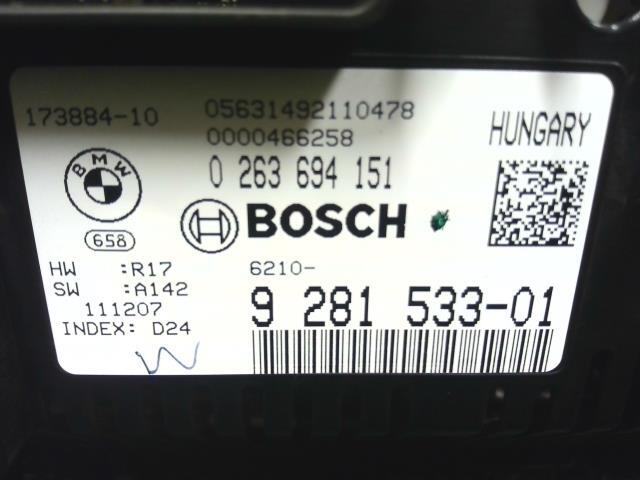 173884-10
05631492110478
0000466258
HUNGARY
BMW
0 263 694 151
BOSCH
658
HW :R17
6210-
SW :A142
9 281 533-01
111207
INDEX: D24
W